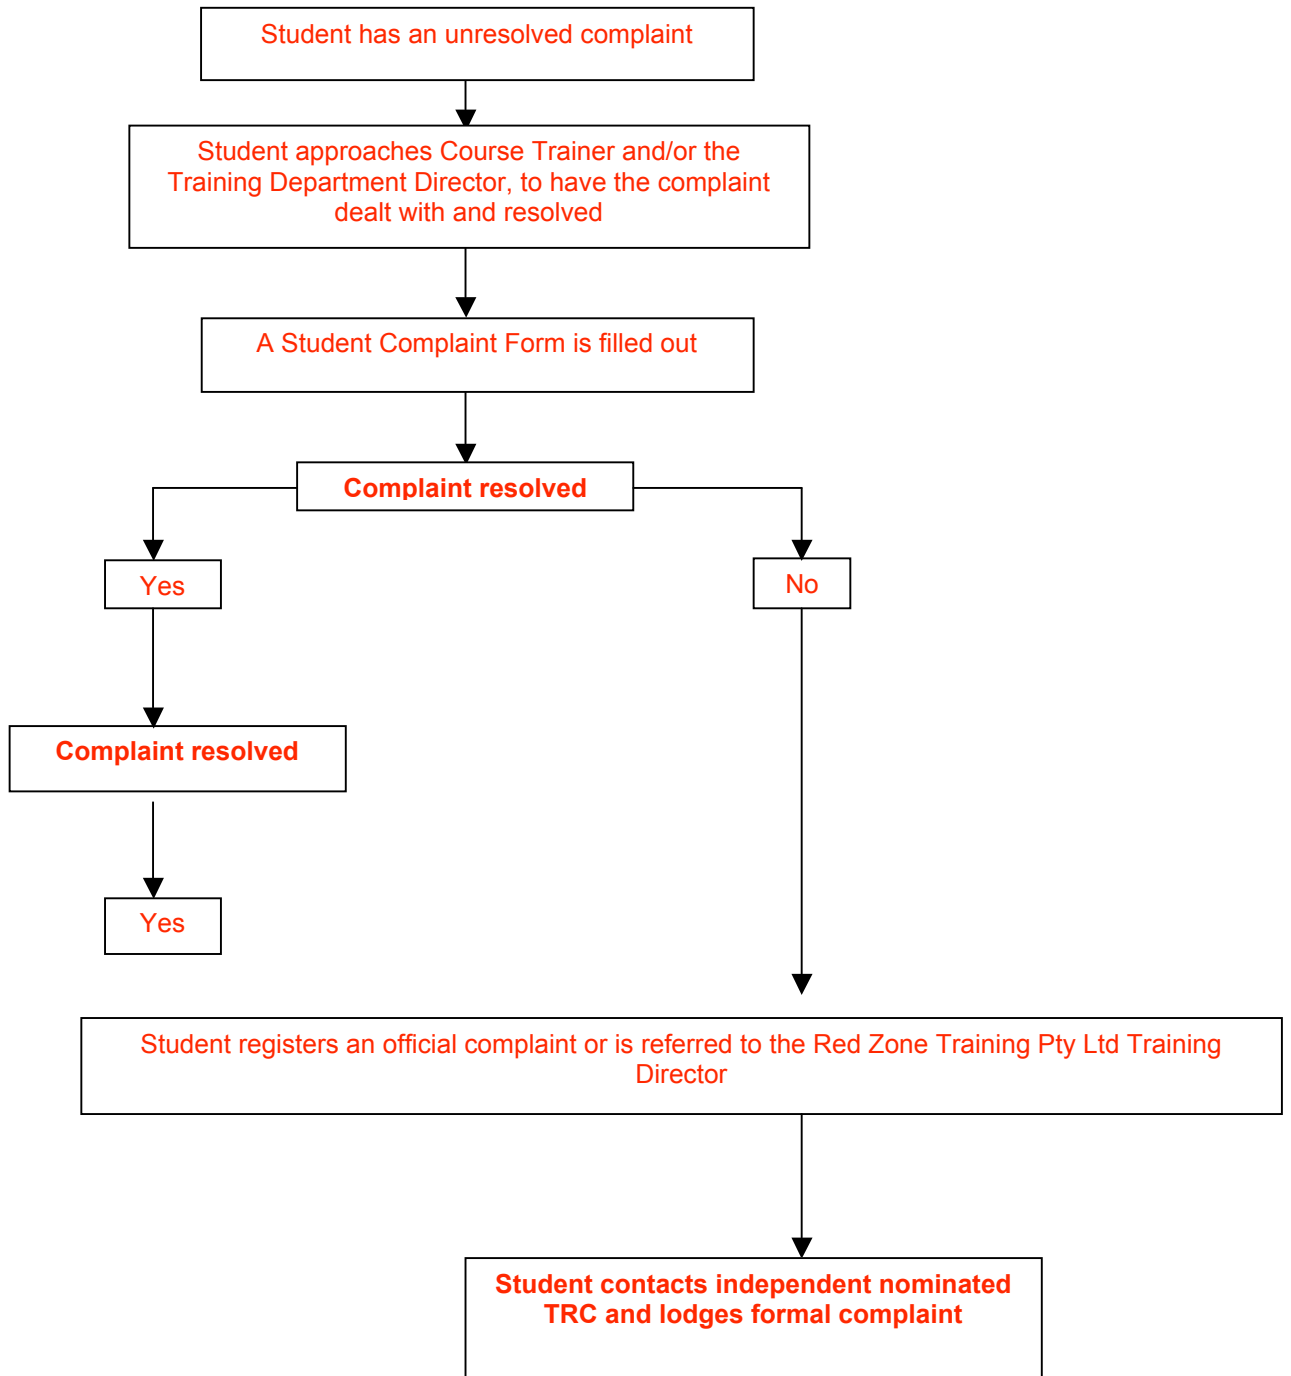 Student has an unresolved complaint
Student approaches Course Trainer and/or the
Training Department Director, to have the complaint
dealt with and resolved
A Student Complaint Form is filled out
Complaint resolved
Yes
No
Complaint resolved
Yes
Student registers an official complaint or is referred to the Red Zone Training Pty Ltd Training
Director
Student contacts independent nominated
TRC and lodges formal complaint